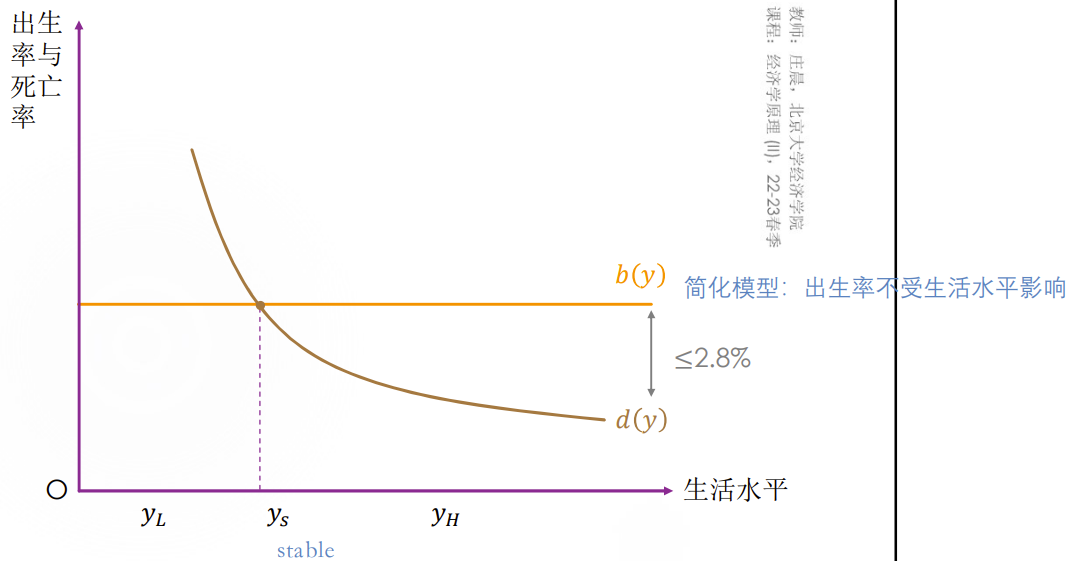 出生
率与
死亡
率
教师：庄晨，北京大学经济学院
课程：经济学原理 (II)，22-23春季
b(y)
简化模型：出生率不受生活水平影响
≤2.8%
d(y)
O
生活水平
y_L
y_s
y_H
stable